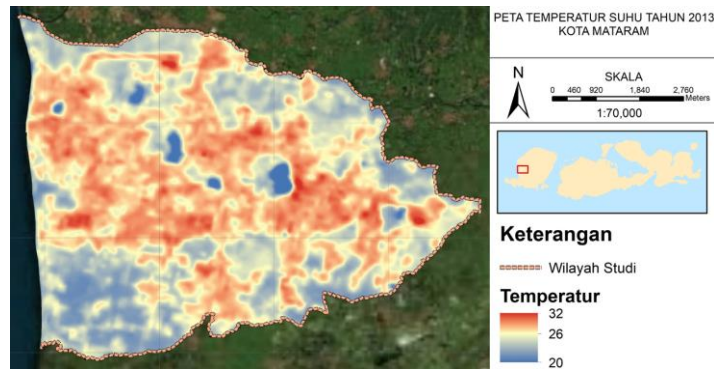 PETA TEMPERATUR SUHU TAHUN 2013
KOTA MATARAM
N
SKALA
0 460 920 1,840 2,760
Meters
1:70,000
Keterangan
Wilayah Studi
Temperatur
32
26
20